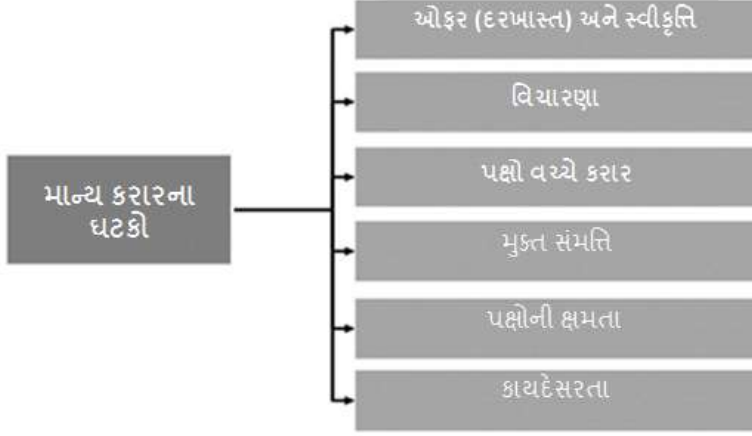 માન્ય કરારના
ઘટકો
ઓફર (દરખાસ્ત) અને સ્વીકૃત્તિ
વિચારણા
પક્ષો વચ્ચે કરાર
મુક્ત સંમત્તિ
પક્ષોની ક્ષમતા
કાયદેસરતા